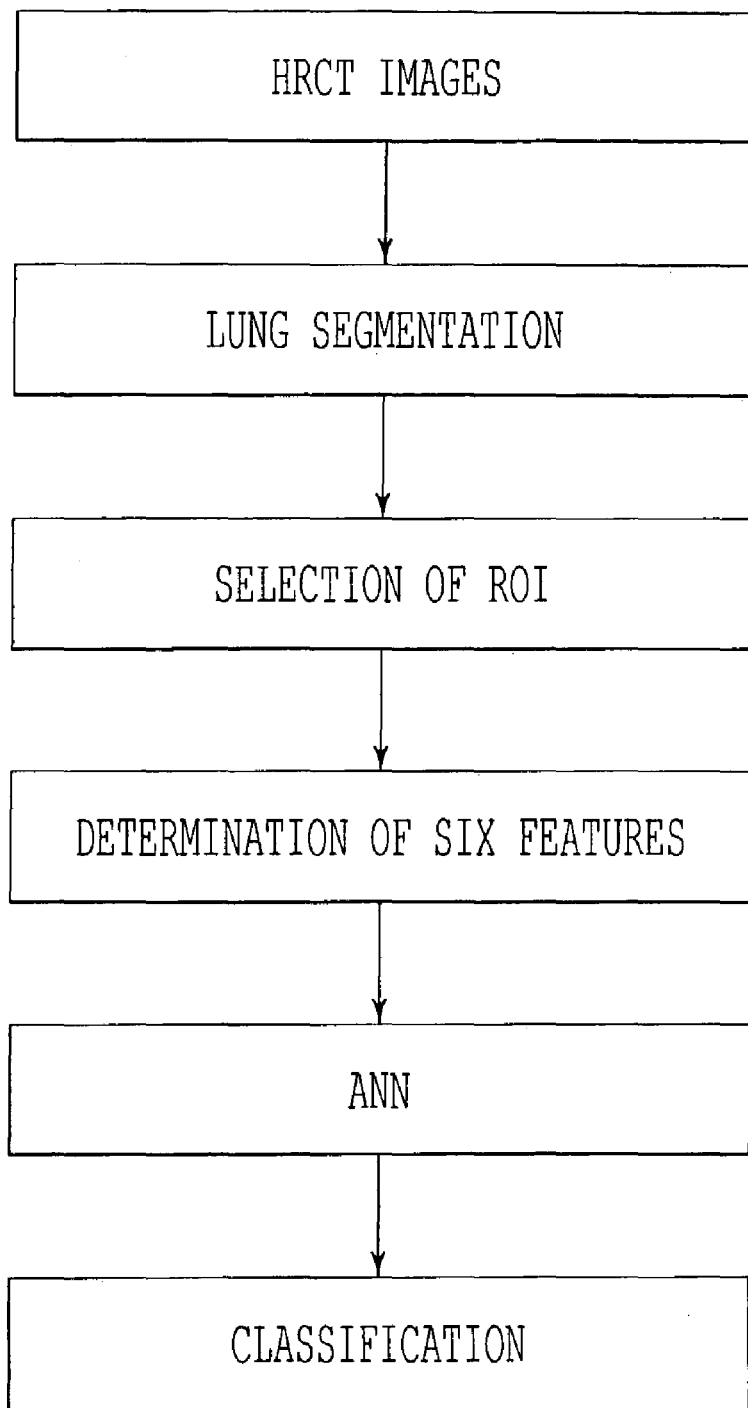 HRCT IMAGES
LUNG SEGMENTATION
SELECTION OF ROI
DETERMINATION OF SIX FEATURES
ANN
CLASSIFICATION